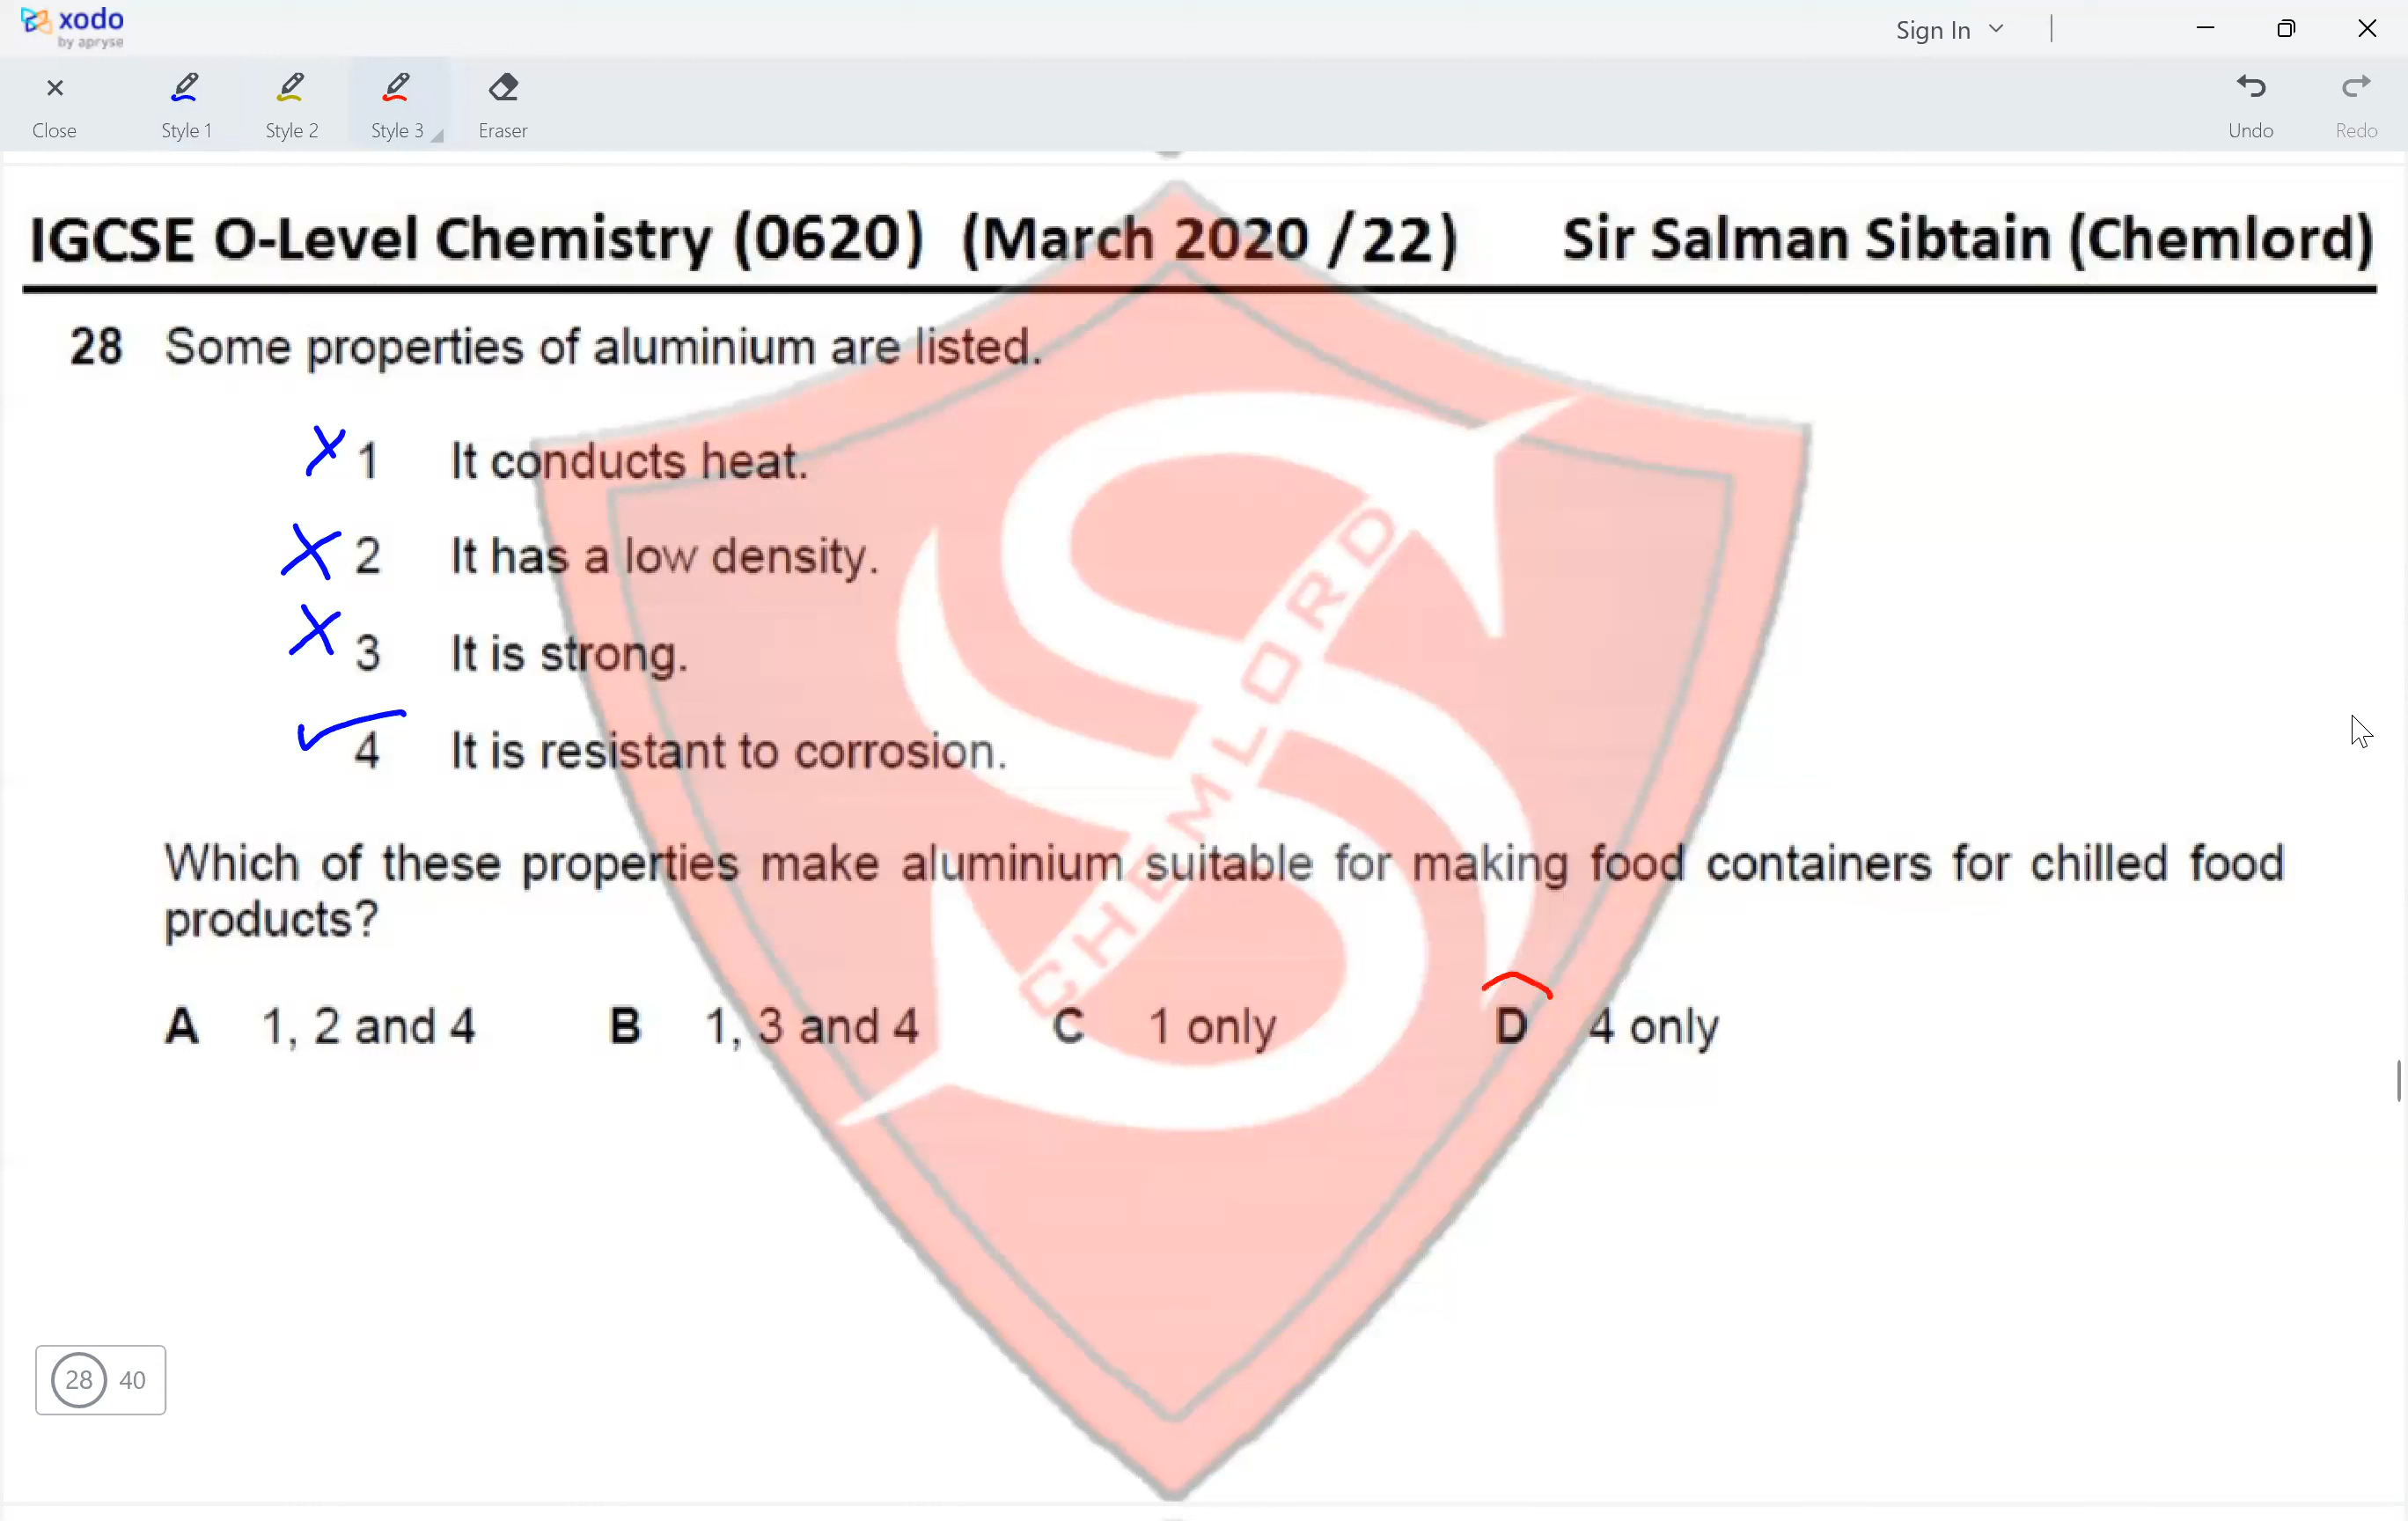 xodo
by apryse
Sign In
Close
Style 1
Style 2
Style 3
Eraser
Undo
Redo
IGCSE O-Level Chemistry (0620) (March 2020 /22) Sir Salman Sibtain (Chemlord)
28 Some properties of aluminium are listed.
1 It conducts heat.
2 It has a low density.
3 It is strong.
4 It is resistant to corrosion.
Which of these properties make aluminium suitable for making food containers for chilled food
products?
A 1, 2 and 4 B 1, 3 and 4 C 1 only D 4 only
CHEMLORD
28 40